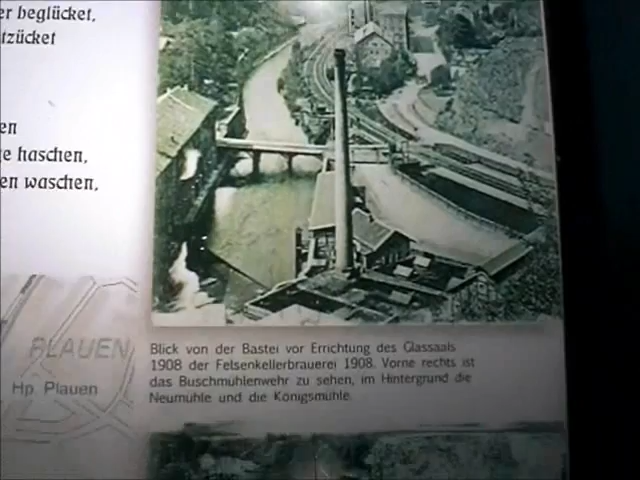 er beglücket,
tzücket
en
ge haschen,
en waschen,
PLAUEN
Hp. Plauen
Blick von der Bastei vor Errichtung des Glassaals
1908 der Felsenkellerbrauerei 1908. Vorne rechts ist
das Buschmühlenwehr zu sehen, im Hintergrund die
Neumühle und die Königsmühle.